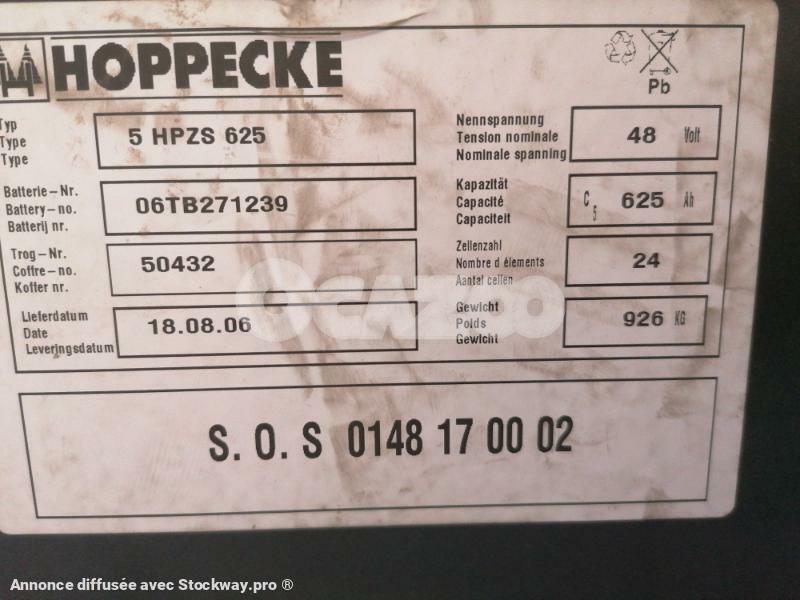 HOPPECKE
Pb
Typ
Type
Type
5 HPZS 625
Nennspannung
Tension nominale
Nominale spanning
48 Volt
Batterie-Nr.
Battery-no.
Batterij nr.
06TB271239
Kapazität
Capacité
Capaciteit
C5 625 Ah
Trog-Nr.
Coffre-no.
Koffer nr.
50432
Zellenzahl
Nombre d élements
Aantal cellen
24
Lieferdatum
Date
Leveringsdatum
18.08.06
Gewicht
Poids
Gewicht
926 KG
OCAZOO
S.O.S 0148 17 00 02
Annonce diffusée avec Stockway.pro ®